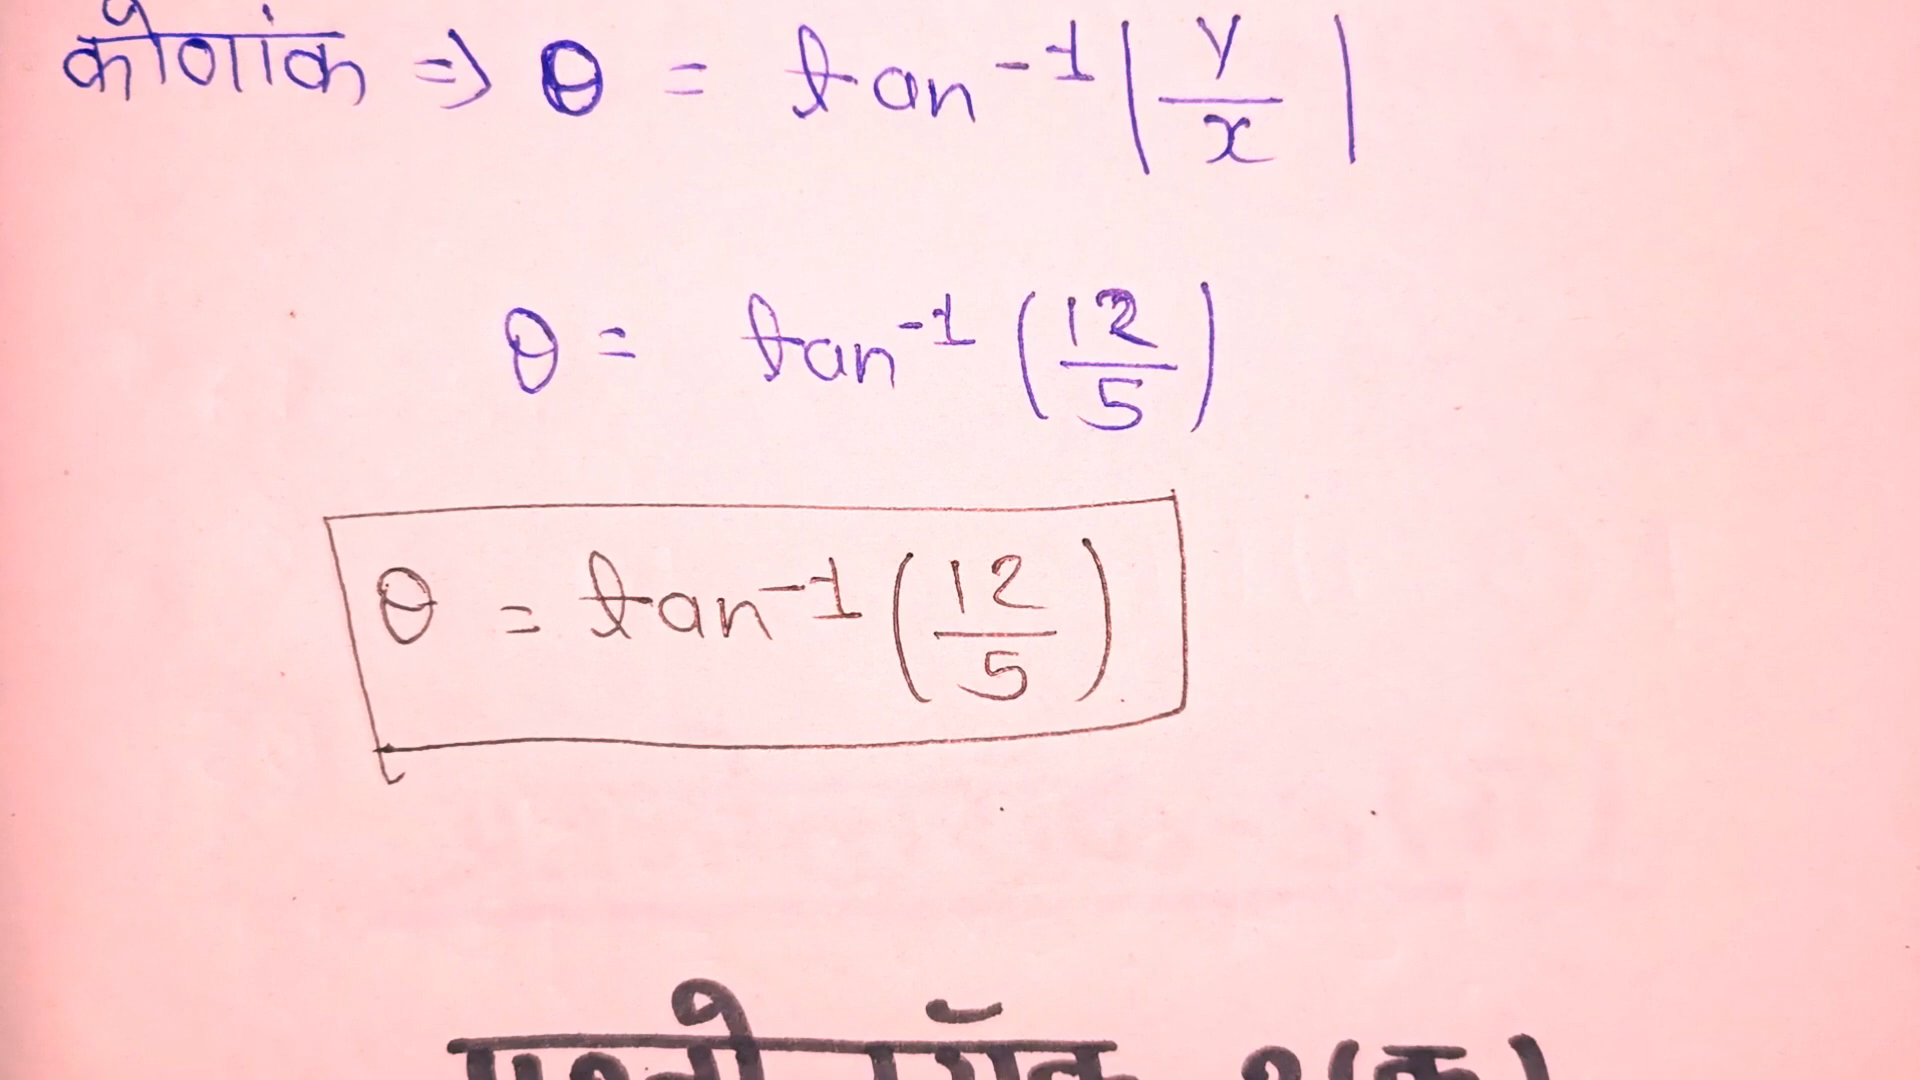 कोणांक => θ = tan⁻¹ |y/x|
θ = tan⁻¹ (12/5)
θ = tan⁻¹ (12/5)